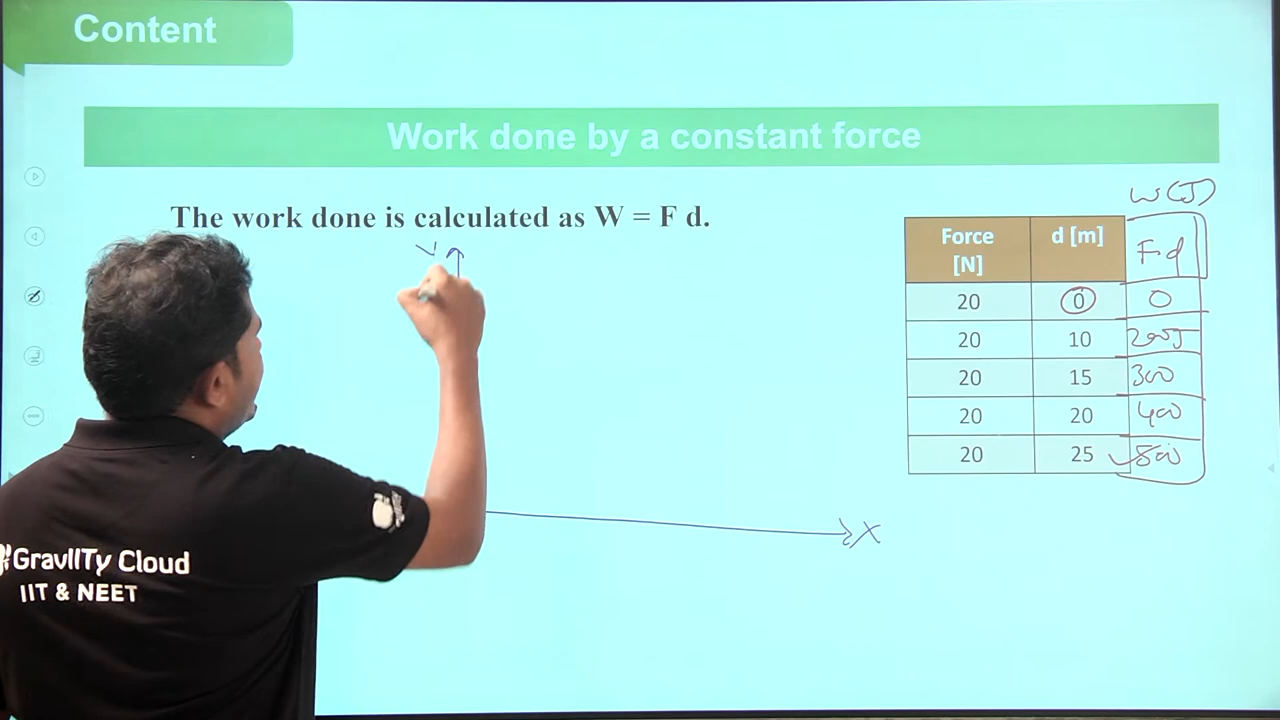 Content
Work done by a constant force
The work done is calculated as W = F d.
W (J)
Force [N] d [m] F.d
20 0 0
20 10 200J
20 15 300
20 20 400
20 25 500
X
GravIITy Cloud
IIT & NEET